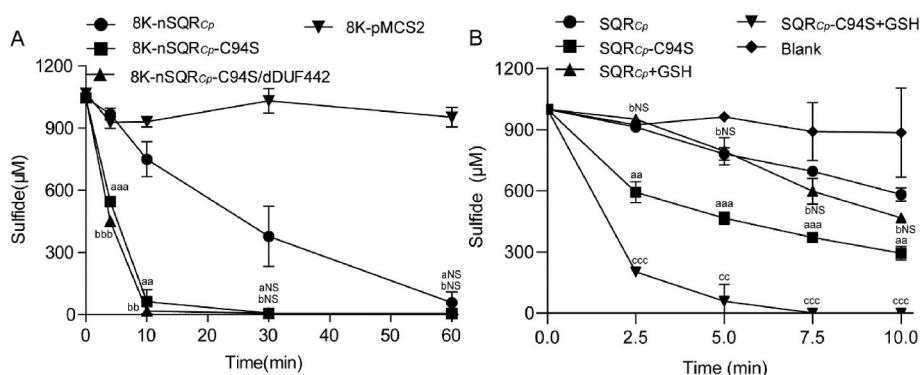 A
8K-nSQRCp
8K-nSQRCp-C94S
8K-nSQRCp-C94S/dDUF442
8K-pMCS2
1200
900
600
300
0
Sulfide(μM)
aaa
bbb
aa
bb
aNS
bNS
aNS
bNS
0 10 20 30 40 50 60
Time(min)
B
SQRCp
SQRCp-C94S
SQRCp+GSH
SQRCp-C94S+GSH
Blank
1200
900
600
300
0
Sulfide (μM)
bNS
bNS
bNS
bNS
aa
aaa
aaa
aa
ccc
cc
ccc
ccc
0.0 2.5 5.0 7.5 10.0
Time (min)